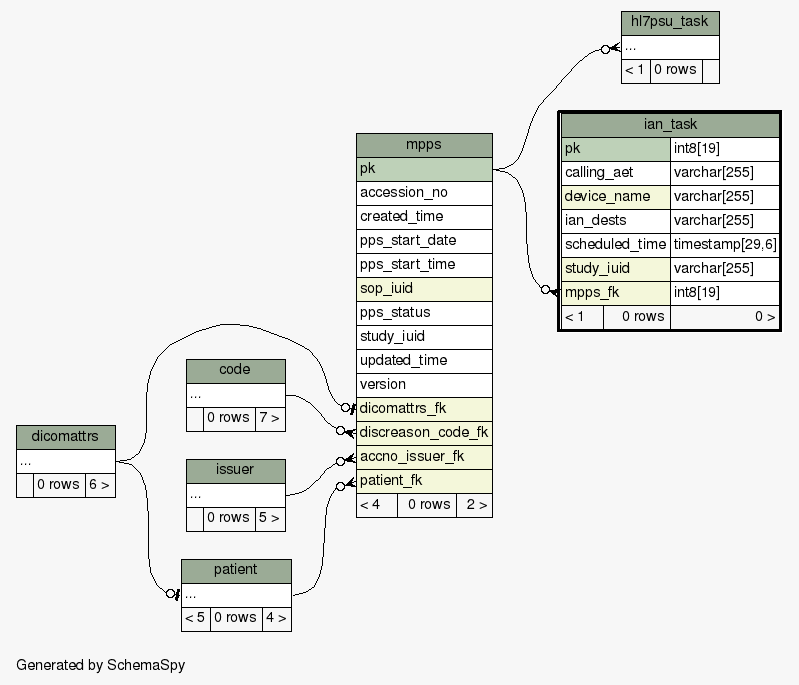 hl7psu_task
...
< 1 0 rows
ian_task
pk int8[19]
calling_aet varchar[255]
device_name varchar[255]
ian_dests varchar[255]
scheduled_time timestamp[29,6]
study_iuid varchar[255]
mpps_fk int8[19]
< 1 0 rows 0 >
mpps
pk
accession_no
created_time
pps_start_date
pps_start_time
sop_iuid
pps_status
study_iuid
updated_time
version
dicomattrs_fk
discreason_code_fk
accno_issuer_fk
patient_fk
< 4 0 rows 2 >
code
...
0 rows 7 >
dicomattrs
...
0 rows 6 >
issuer
...
0 rows 5 >
patient
...
< 5 0 rows 4 >
Generated by SchemaSpy